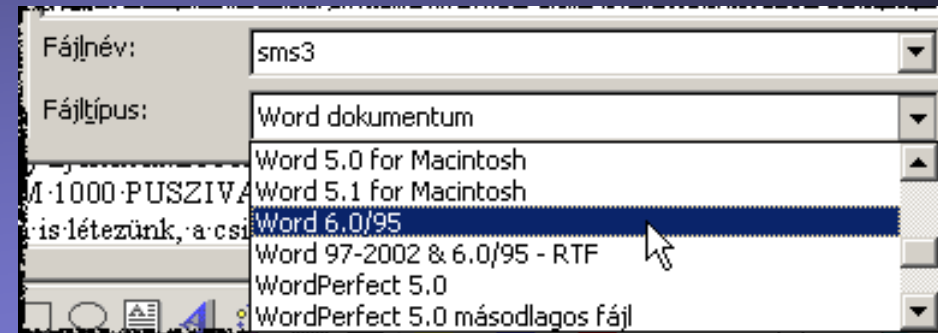 Fájlnév:
sms3
Fájltípus:
Word dokumentum
Word 5.0 for Macintosh
Word 5.1 for Macintosh
Word 6.0/95
Word 97-2002 & 6.0/95 - RTF
WordPerfect 5.0
WordPerfect 5.0 másodlagos fájl
M·1000·PUSZIVA
is·létezünk,·a·csi